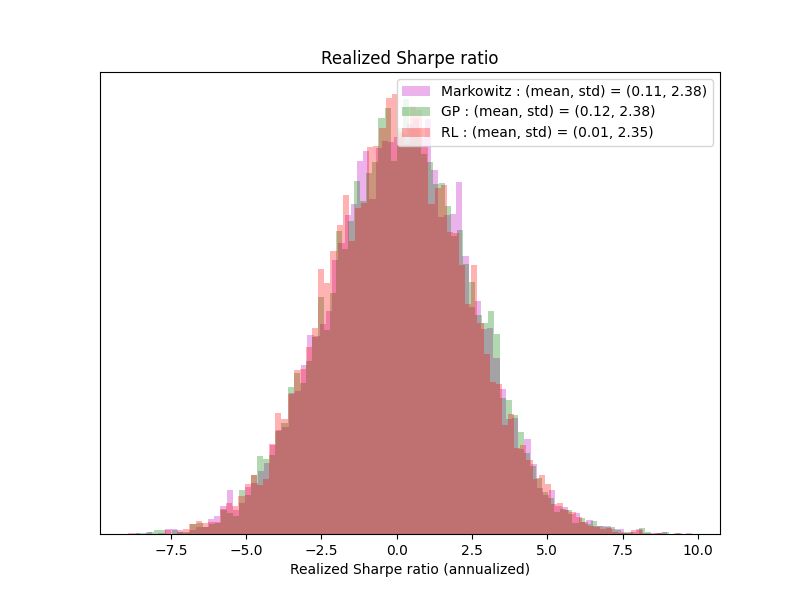 Realized Sharpe ratio
Markowitz : (mean, std) = (0.11, 2.38)
GP : (mean, std) = (0.12, 2.38)
RL : (mean, std) = (0.01, 2.35)
−7.5 −5.0 −2.5 0.0 2.5 5.0 7.5 10.0
Realized Sharpe ratio (annualized)